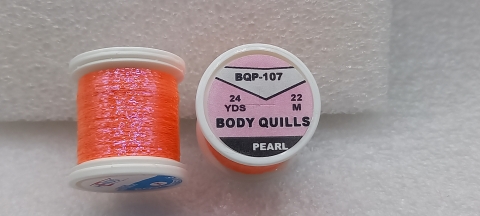 BQP-107
24 22
YDS M
BODY QUILLS
PEARL